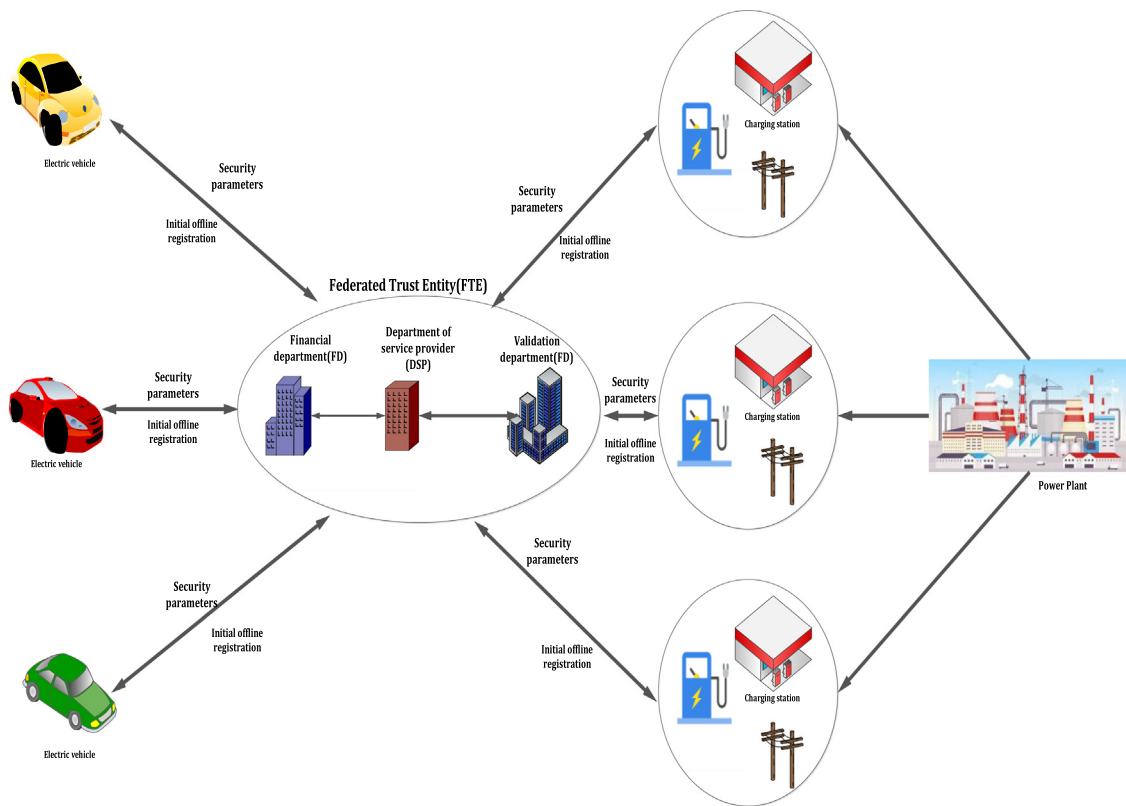 Electric vehicle
Security
parameters
Initial offline
registration
Security
parameters
Initial offline
registration
Charging station
Federated Trust Entity(FTE)
Financial
department(FD)
Department of
service provider
(DSP)
Validation
department(FD)
Electric vehicle
Security
parameters
Initial offline
registration
Security
parameters
Initial offline
registration
Charging station
Power Plant
Electric vehicle
Security
parameters
Initial offline
registration
Security
parameters
Initial offline
registration
Charging station